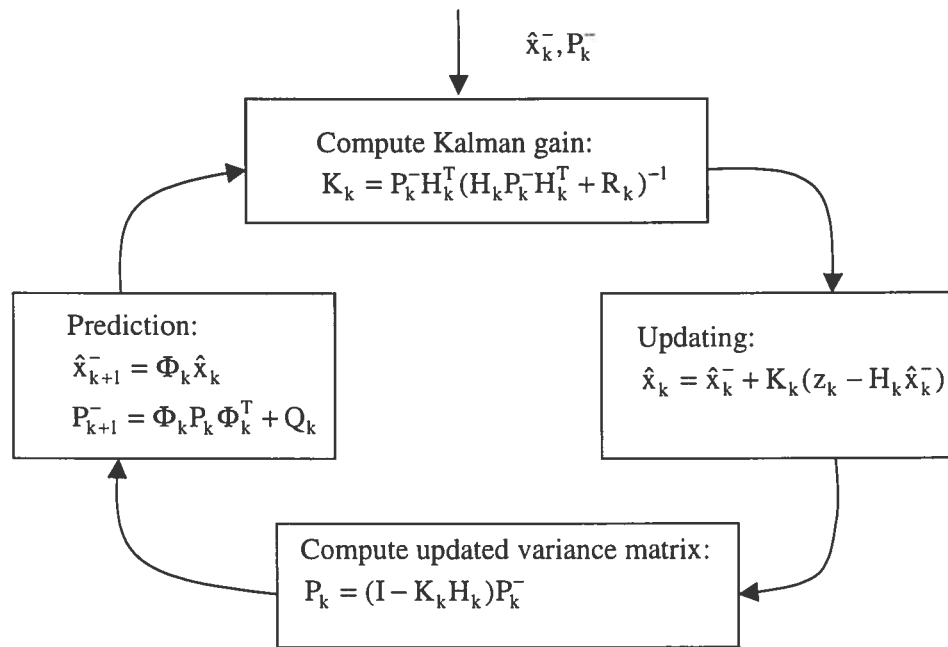 x̂ₖ⁻, Pₖ⁻
Compute Kalman gain:
Kₖ = Pₖ⁻Hₖᵀ(HₖPₖ⁻Hₖᵀ + Rₖ)⁻¹
Updating:
x̂ₖ = x̂ₖ⁻ + Kₖ(zₖ − Hₖx̂ₖ⁻)
Compute updated variance matrix:
Pₖ = (I − KₖHₖ)Pₖ⁻
Prediction:
x̂ₖ₊₁⁻ = Φₖx̂ₖ
Pₖ₊₁⁻ = ΦₖPₖΦₖᵀ + Qₖ